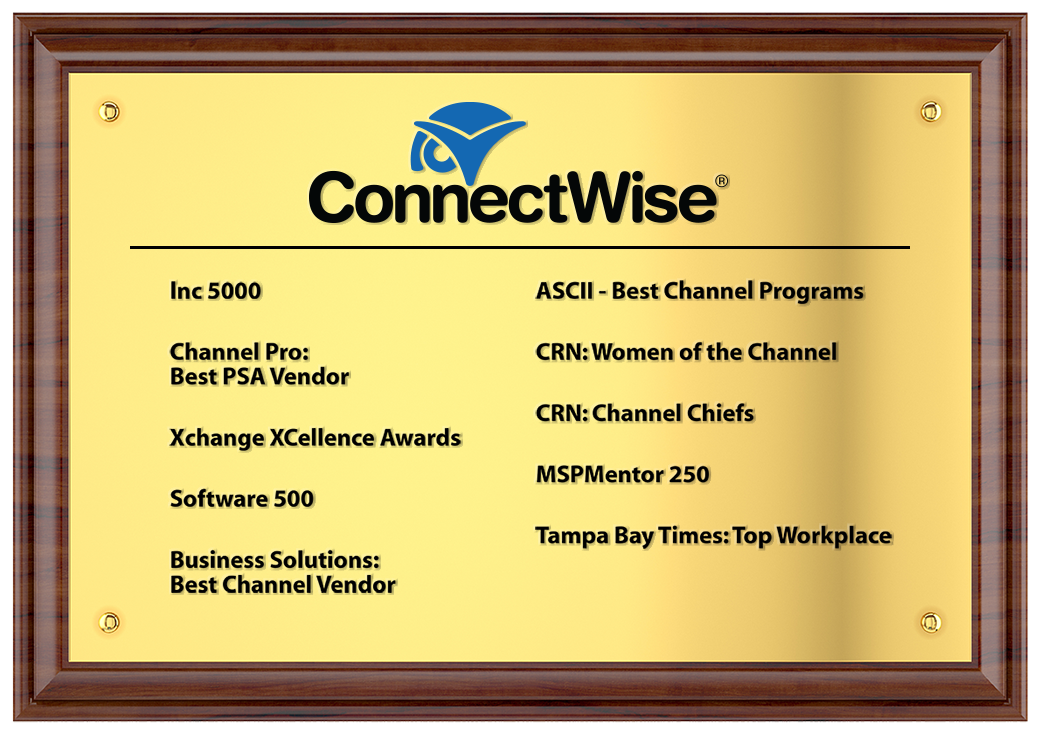 ConnectWise®
Inc 5000
Channel Pro:
Best PSA Vendor
Xchange XCellence Awards
Software 500
Business Solutions:
Best Channel Vendor
ASCII - Best Channel Programs
CRN: Women of the Channel
CRN: Channel Chiefs
MSPMentor 250
Tampa Bay Times: Top Workplace